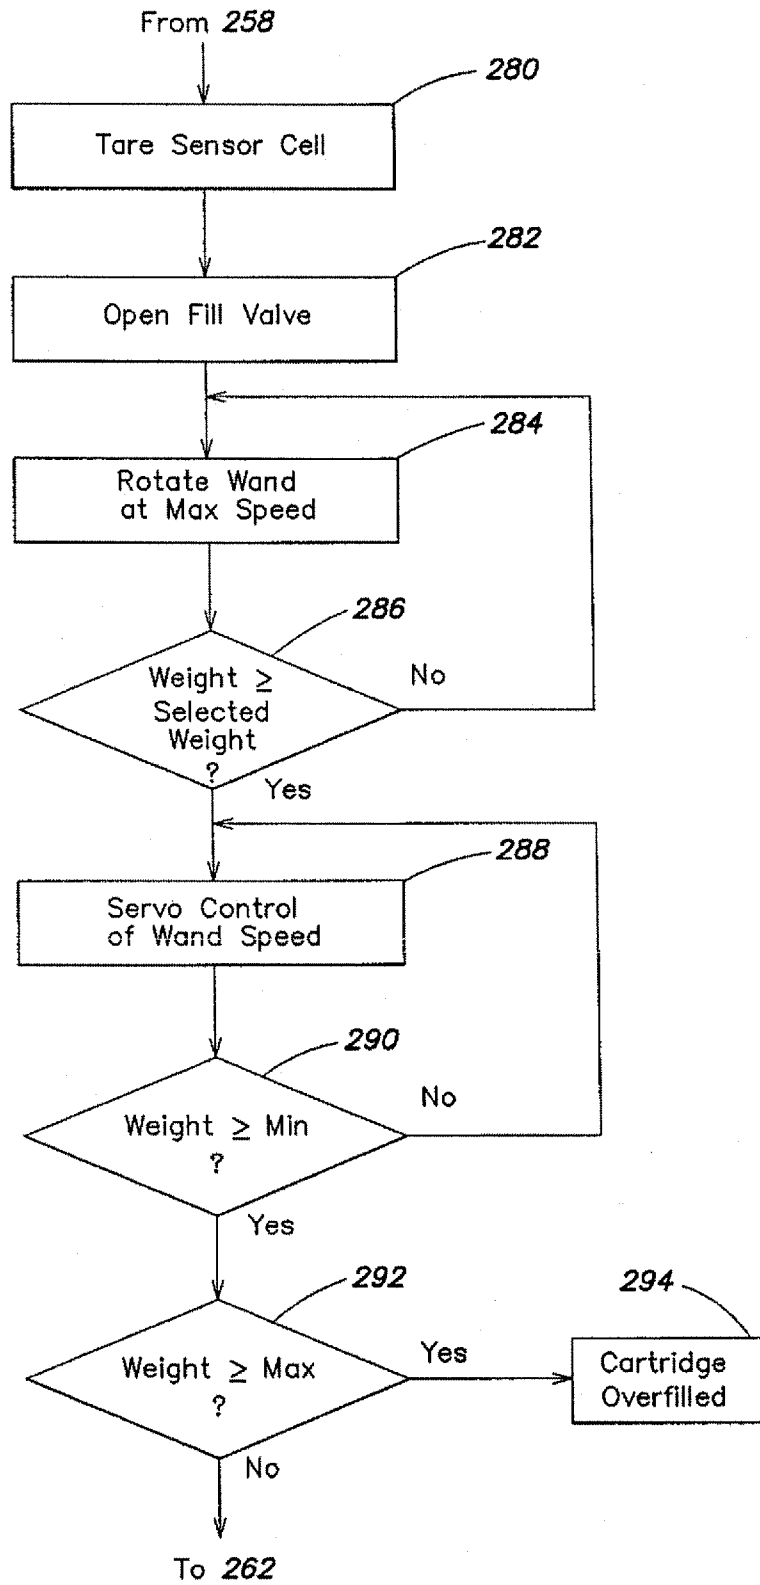 From 258
280
Tare Sensor Cell
282
Open Fill Valve
284
Rotate Wand
at Max Speed
286
Weight ≥
Selected
Weight
?
No
Yes
288
Servo Control
of Wand Speed
290
Weight ≥ Min
?
No
Yes
292
Weight ≥ Max
?
Yes
294
Cartridge
Overfilled
No
To 262